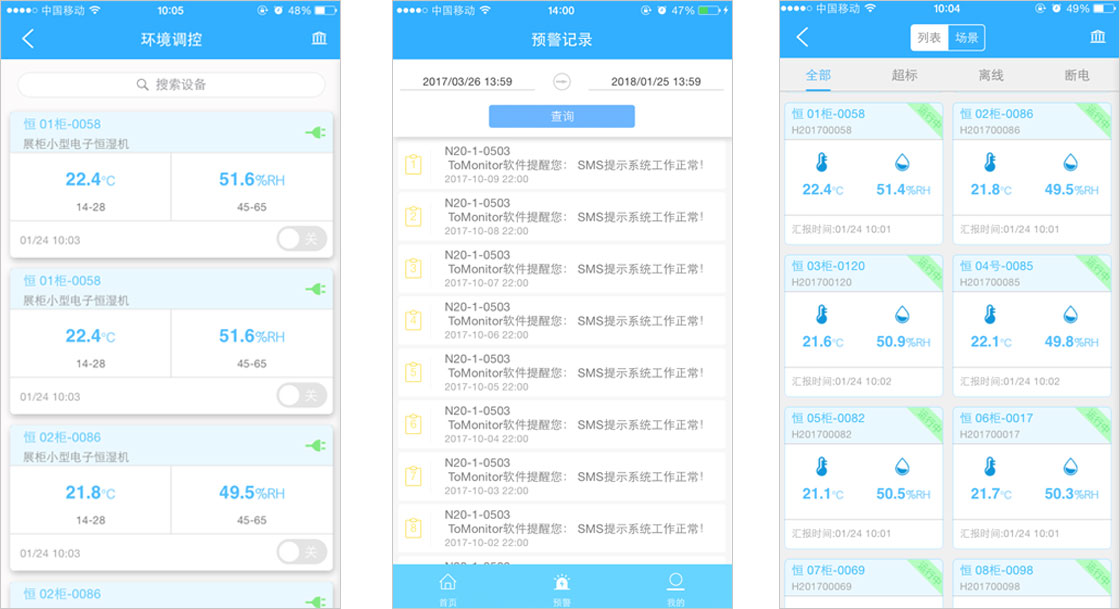 中国移动
10:05
48%
环境调控
搜索设备
恒 01柜-0058
展柜小型电子恒湿机
22.4°C
51.6%RH
14-28
45-65
01/24 10:03
关
恒 01柜-0058
展柜小型电子恒湿机
22.4°C
51.6%RH
14-28
45-65
01/24 10:03
关
恒 02柜-0086
展柜小型电子恒湿机
21.8°C
49.5%RH
14-28
45-65
01/24 10:03
关
恒 02柜-0086
中国移动
14:00
47%
预警记录
2017/03/26 13:59
2018/01/25 13:59
查询
1
N20-1-0503
ToMonitor软件提醒您： SMS提示系统工作正常！
2017-10-09 22:00
2
N20-1-0503
ToMonitor软件提醒您： SMS提示系统工作正常！
2017-10-08 22:00
3
N20-1-0503
ToMonitor软件提醒您： SMS提示系统工作正常！
2017-10-07 22:00
4
N20-1-0503
ToMonitor软件提醒您： SMS提示系统工作正常！
2017-10-06 22:00
5
N20-1-0503
ToMonitor软件提醒您： SMS提示系统工作正常！
2017-10-05 22:00
6
N20-1-0503
ToMonitor软件提醒您： SMS提示系统工作正常！
2017-10-04 22:00
7
N20-1-0503
ToMonitor软件提醒您： SMS提示系统工作正常！
2017-10-03 22:00
8
N20-1-0503
ToMonitor软件提醒您： SMS提示系统工作正常！
2017-10-02 22:00
首页
预警
我的
中国移动
10:04
49%
列表
场景
全部
超标
离线
断电
恒 01柜-0058
H201700058
运行中
22.4°C
51.4%RH
汇报时间:01/24 10:01
恒 02柜-0086
H201700086
运行中
21.8°C
49.5%RH
汇报时间:01/24 10:01
恒 03柜-0120
H201700120
运行中
21.6°C
50.9%RH
汇报时间:01/24 10:02
恒 04号-0085
H201700085
运行中
22.1°C
49.8%RH
汇报时间:01/24 10:02
恒 05柜-0082
H201700082
运行中
21.1°C
50.5%RH
汇报时间:01/24 10:01
恒 06柜-0017
H201700017
运行中
21.7°C
50.3%RH
汇报时间:01/24 10:01
恒 07柜-0069
H201700069
运行中
恒 08柜-0098
H201700098
运行中